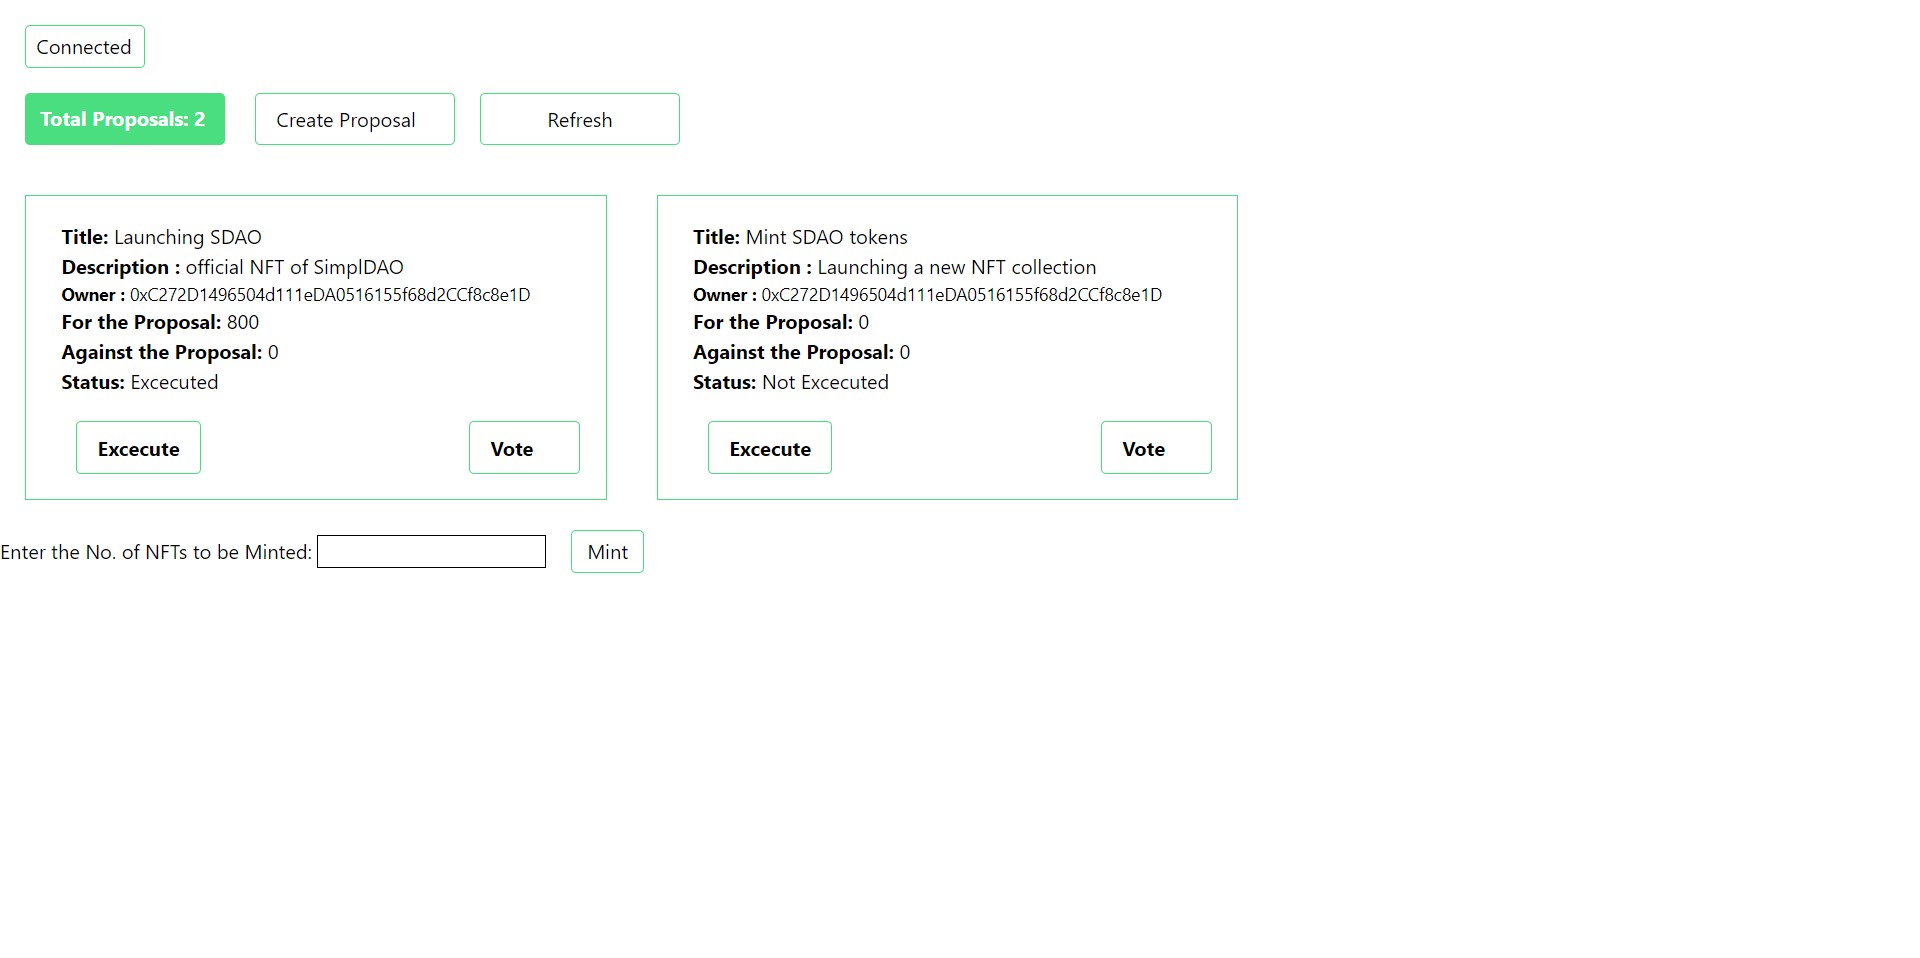 Connected
Total Proposals: 2
Create Proposal
Refresh
Title: Launching SDAO
Description : official NFT of SimplDAO
Owner : 0xC272D1496504d111eDA0516155f68d2CCf8c8e1D
For the Proposal: 800
Against the Proposal: 0
Status: Excecuted
Excecute
Vote
Title: Mint SDAO tokens
Description : Launching a new NFT collection
Owner : 0xC272D1496504d111eDA0516155f68d2CCf8c8e1D
For the Proposal: 0
Against the Proposal: 0
Status: Not Excecuted
Excecute
Vote
Enter the No. of NFTs to be Minted:
Mint